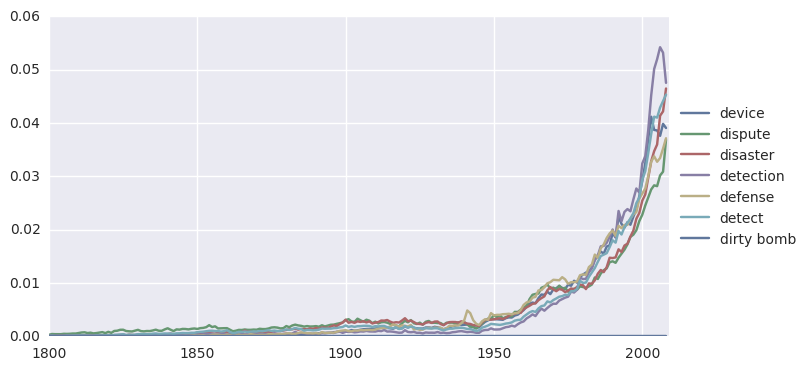 0.06
0.05
0.04
0.03
0.02
0.01
0.00
1800 1850 1900 1950 2000
device
dispute
disaster
detection
defense
detect
dirty bomb